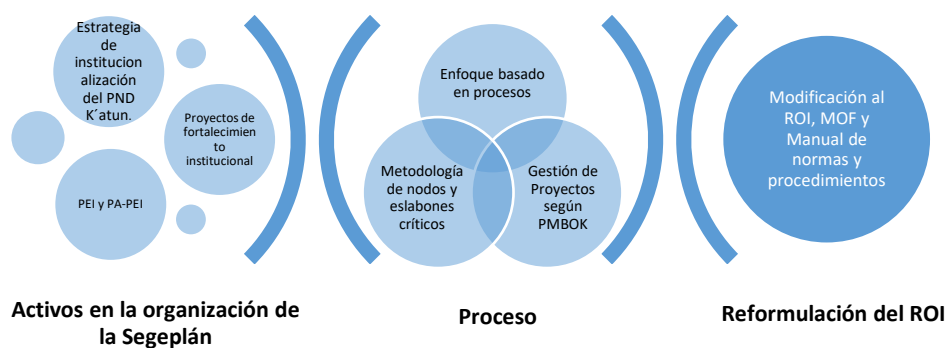 Estrategia
de
institucion
alización
del PND
K´atun.
Proyectos de
fortalecimien
to
institucional
PEI y PA-PEI
Activos en la organización de
la Segeplán
Enfoque basado
en procesos
Metodología
de nodos y
eslabones
críticos
Gestión de
Proyectos
según
PMBOK
Proceso
Modificación al
ROI, MOF y
Manual de
normas y
procedimientos
Reformulación del ROI